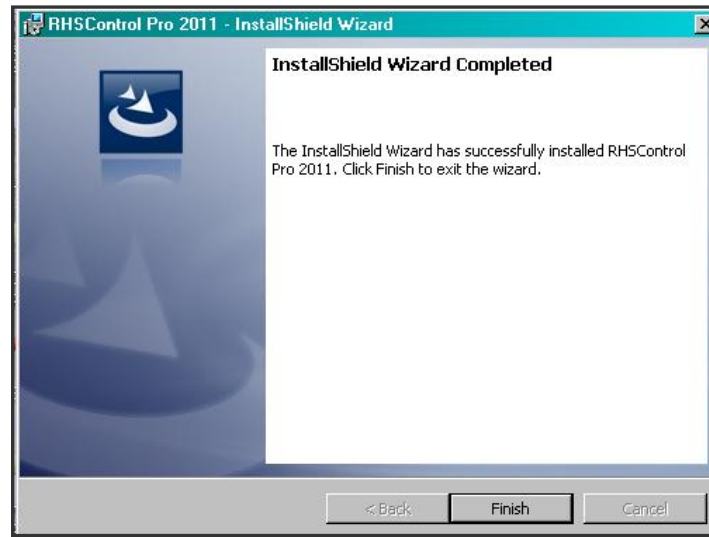 RHSControl Pro 2011 - InstallShield Wizard
InstallShield Wizard Completed
The InstallShield Wizard has successfully installed RHSControl
Pro 2011. Click Finish to exit the wizard.
< Back Finish Cancel